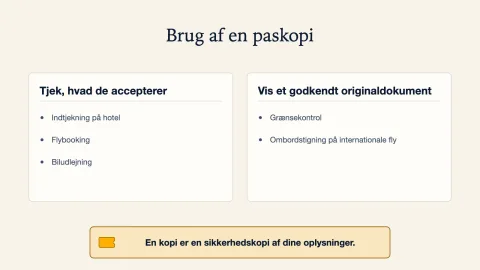 Brug af en paskopi
Tjek, hvad de accepterer
Indtjekning på hotel
Flybooking
Biludlejning
Vis et godkendt originaldokument
Grænsekontrol
Ombordstigning på internationale fly
En kopi er en sikkerhedskopi af dine oplysninger.